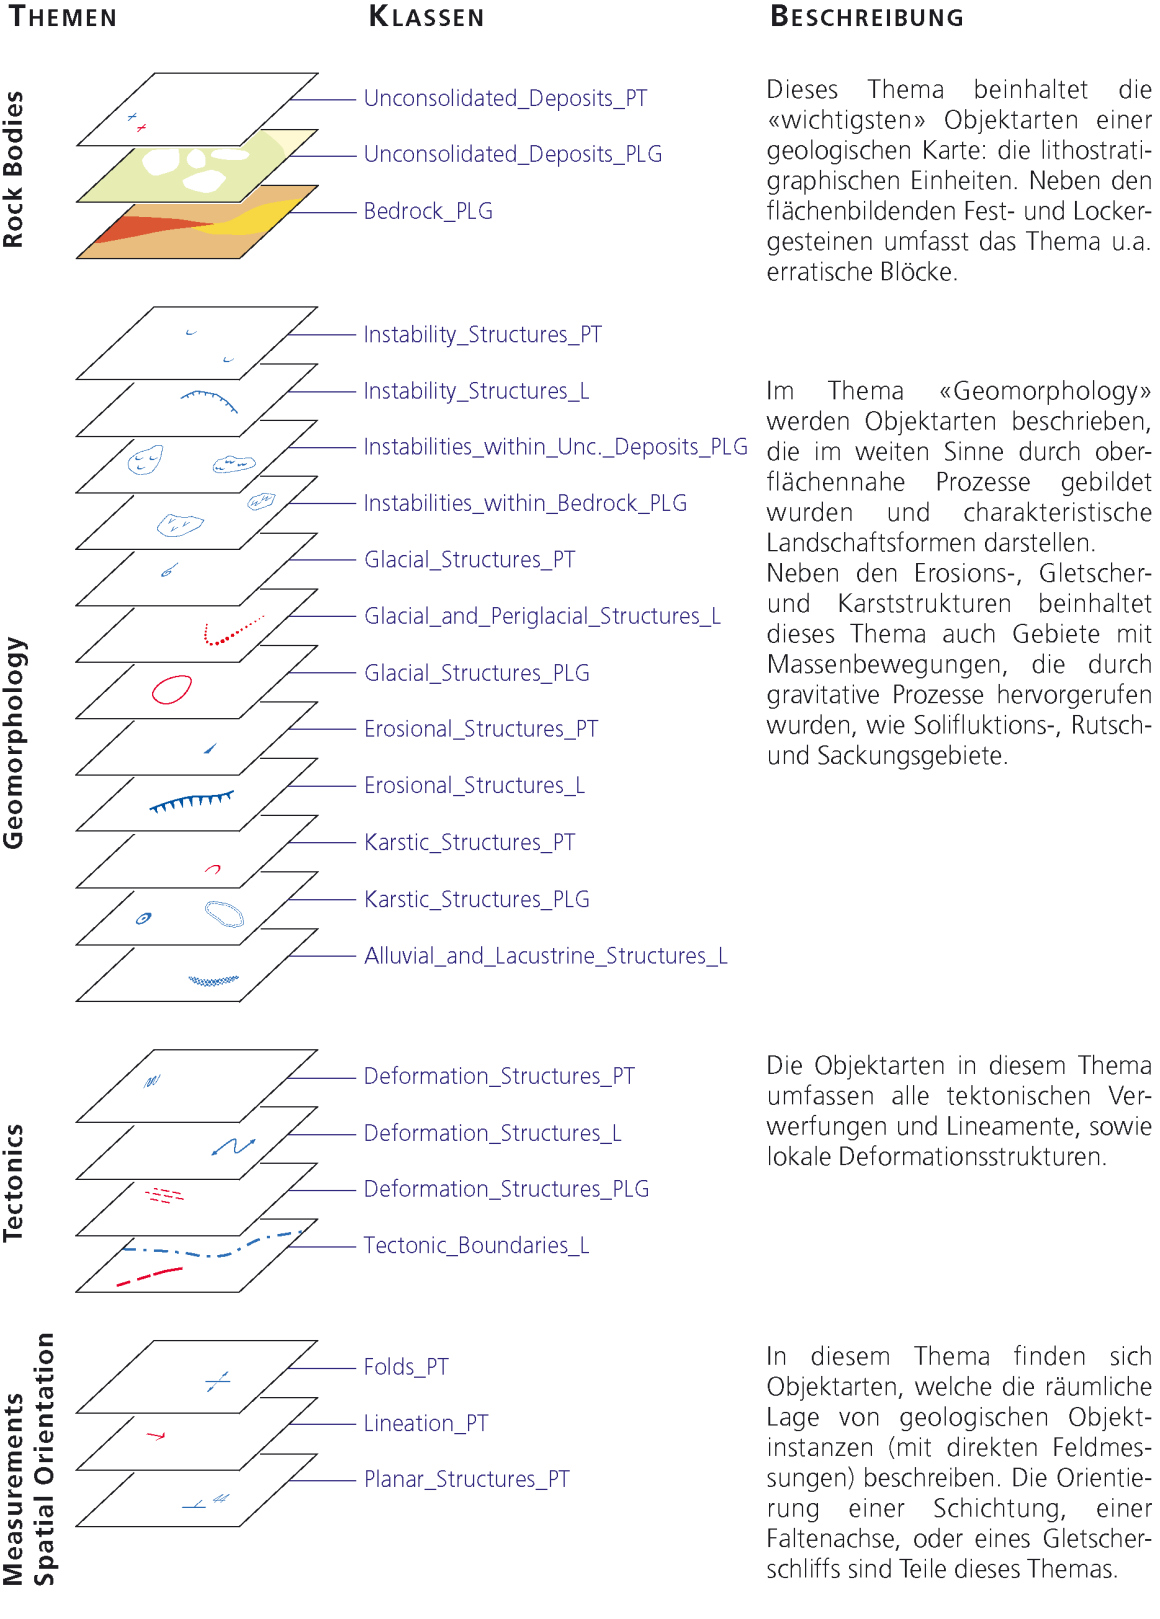 THEMEN
KLASSEN
BESCHREIBUNG
Rock Bodies
Unconsolidated_Deposits_PT
Unconsolidated_Deposits_PLG
Bedrock_PLG
Dieses Thema beinhaltet die
«wichtigsten» Objektarten einer
geologischen Karte: die lithostrati-
graphischen Einheiten. Neben den
flächenbildenden Fest- und Locker-
gesteinen umfasst das Thema u.a.
erratische Blöcke.
Geomorphology
Instability_Structures_PT
Instability_Structures_L
Instabilities_within_Unc._Deposits_PLG
Instabilities_within_Bedrock_PLG
Glacial_Structures_PT
Glacial_and_Periglacial_Structures_L
Glacial_Structures_PLG
Erosional_Structures_PT
Erosional_Structures_L
Karstic_Structures_PT
Karstic_Structures_PLG
Alluvial_and_Lacustrine_Structures_L
Im Thema «Geomorphology»
werden Objektarten beschrieben,
die im weiten Sinne durch ober-
flächennahe Prozesse gebildet
wurden und charakteristische
Landschaftsformen darstellen.
Neben den Erosions-, Gletscher-
und Karststrukturen beinhaltet
dieses Thema auch Gebiete mit
Massenbewegungen, die durch
gravitative Prozesse hervorgerufen
wurden, wie Solifluktions-, Rutsch-
und Sackungsgebiete.
Tectonics
Deformation_Structures_PT
Deformation_Structures_L
Deformation_Structures_PLG
Tectonic_Boundaries_L
Die Objektarten in diesem Thema
umfassen alle tektonischen Ver-
werfungen und Lineamente, sowie
lokale Deformationsstrukturen.
Measurements
Spatial Orientation
Folds_PT
Lineation_PT
Planar_Structures_PT
In diesem Thema finden sich
Objektarten, welche die räumliche
Lage von geologischen Objekt-
instanzen (mit direkten Feldmes-
sungen) beschreiben. Die Orientie-
rung einer Schichtung, einer
Faltenachse, oder eines Gletscher-
schliffs sind Teile dieses Themas.